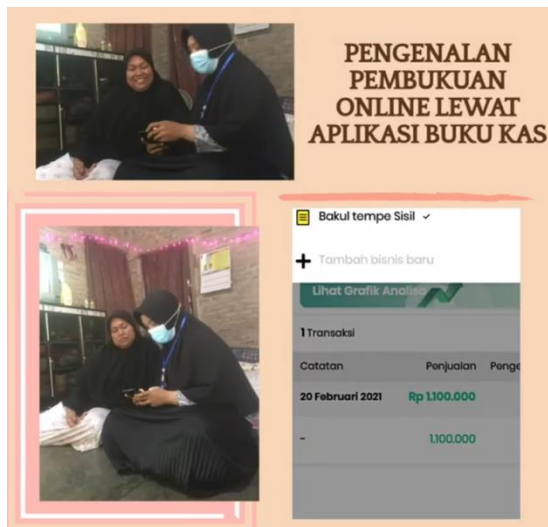 PENGENALAN
PEMBUKUAN
ONLINE LEWAT
APLIKASI BUKU KAS
Bakul tempe Sisil
Tambah bisnis baru
Lihat Grafik Analisa
1 Transaksi
Catatan Penjualan Penge
20 Februari 2021 Rp 1.100.000
- 1.100.000